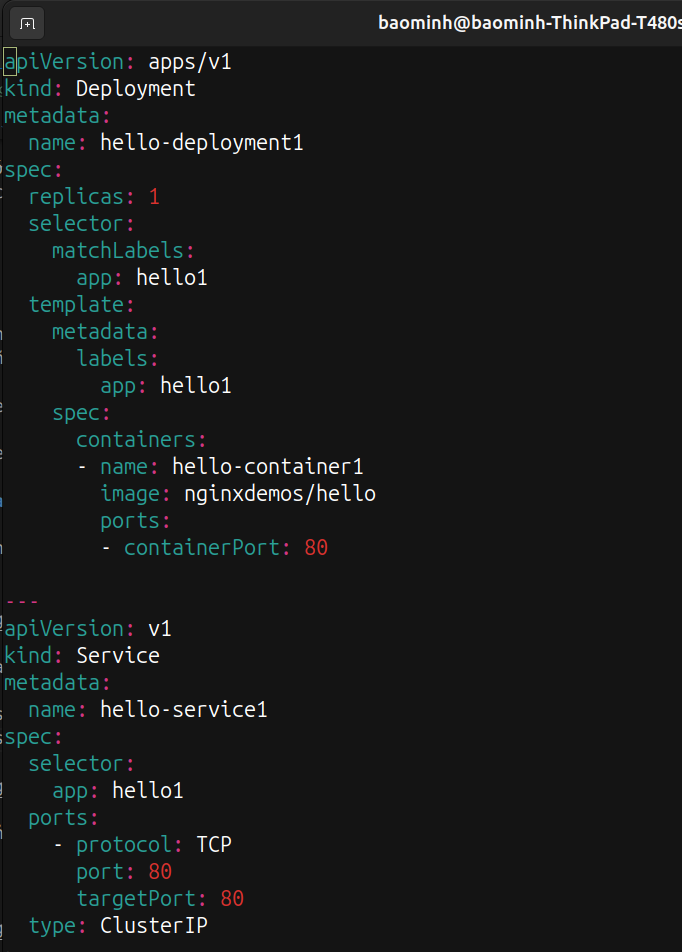 baominh@baominh-ThinkPad-T480s
apiVersion: apps/v1
kind: Deployment
metadata:
  name: hello-deployment1
spec:
  replicas: 1
  selector:
    matchLabels:
      app: hello1
  template:
    metadata:
      labels:
        app: hello1
    spec:
      containers:
      - name: hello-container1
        image: nginxdemos/hello
        ports:
        - containerPort: 80

---
apiVersion: v1
kind: Service
metadata:
  name: hello-service1
spec:
  selector:
    app: hello1
  ports:
    - protocol: TCP
      port: 80
      targetPort: 80
  type: ClusterIP